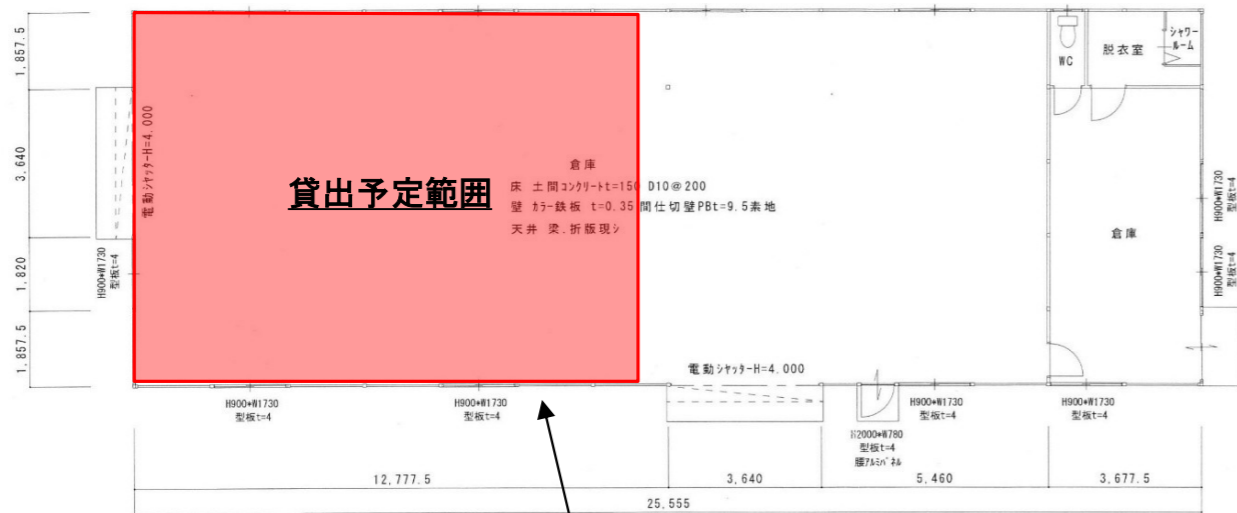 1,857.5
3,640
1,820
1,857.5
電動シャッターH=4.000
H900*W1730
型板t=4
貸出予定範囲
倉庫
床 土間コンクリートt=150 D10@200
壁 カラー鉄板 t=0.35 間仕切壁PBt=9.5素地
天井 梁.折版現シ
WC
脱衣室
シャワー
ルーム
倉庫
H900*W1730
型板t=4
H900*W1730
型板t=4
電動シャッターH=4.000
H900*W1730
型板t=4
H900*W1730
型板t=4
H2000*W780
型板t=4
腰アルミパネル
H900*W1730
型板t=4
H900*W1730
型板t=4
12,777.5
3,640
5,460
3,677.5
25,555